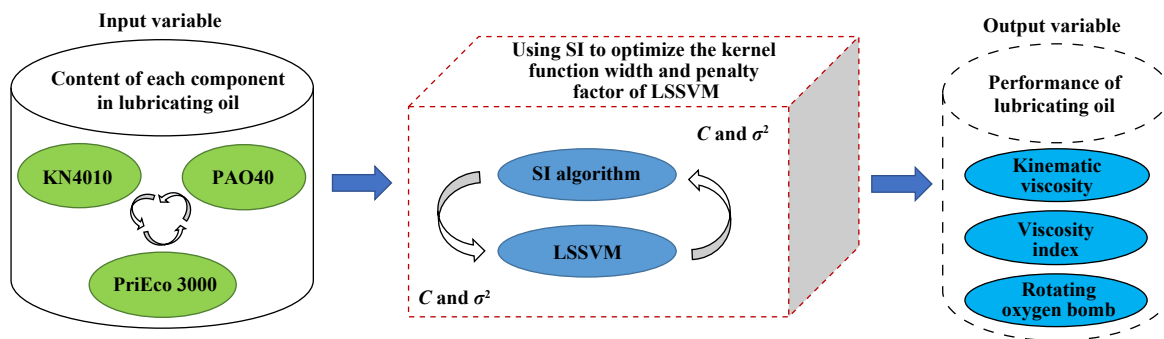 Input variable
Content of each component
in lubricating oil
KN4010
PAO40
PriEco 3000
Using SI to optimize the kernel
function width and penalty
factor of LSSVM
C and σ²
SI algorithm
LSSVM
C and σ²
Output variable
Performance of
lubricating oil
Kinematic
viscosity
Viscosity
index
Rotating
oxygen bomb